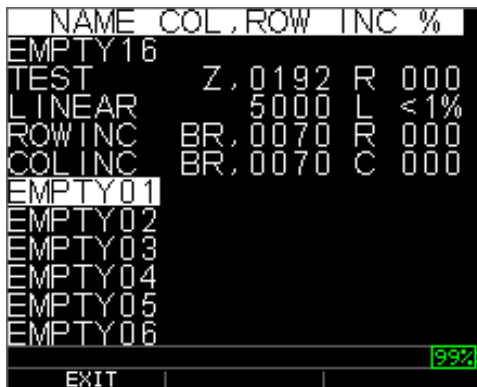 NAME COL,ROW INC %
EMPTY16
TEST Z,0192 R 000
LINEAR 5000 L <1%
ROWINC BR,0070 R 000
COLINC BR,0070 C 000
EMPTY01
EMPTY02
EMPTY03
EMPTY04
EMPTY05
EMPTY06
99%
EXIT